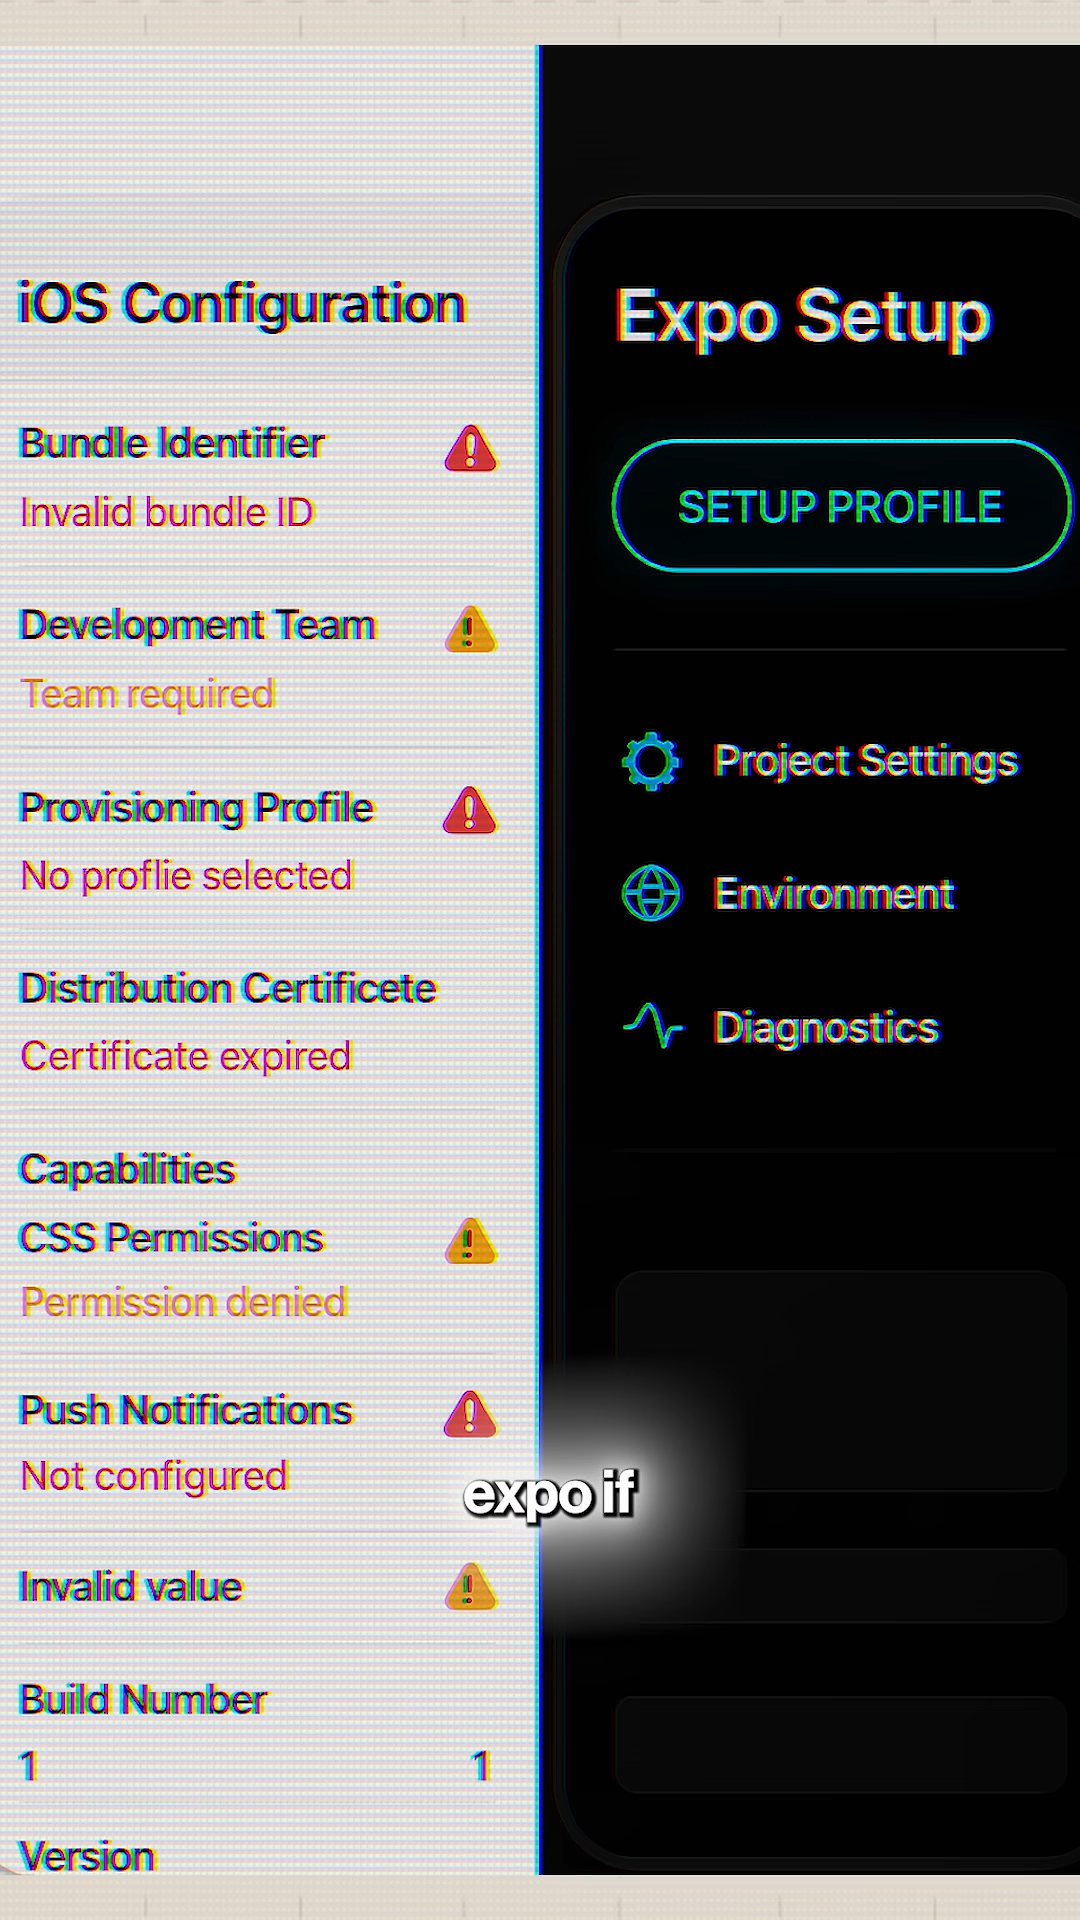 iOS Configuration
Bundle Identifier
Invalid bundle ID
Development Team
Team required
Provisioning Profile
No proflie selected
Distribution Certificete
Certificate expired
Capabilities
CSS Permissions
Permission denied
Push Notifications
Not configured
Invalid value
Build Number
1 1
Version
Expo Setup
SETUP PROFILE
Project Settings
Environment
Diagnostics
expo if